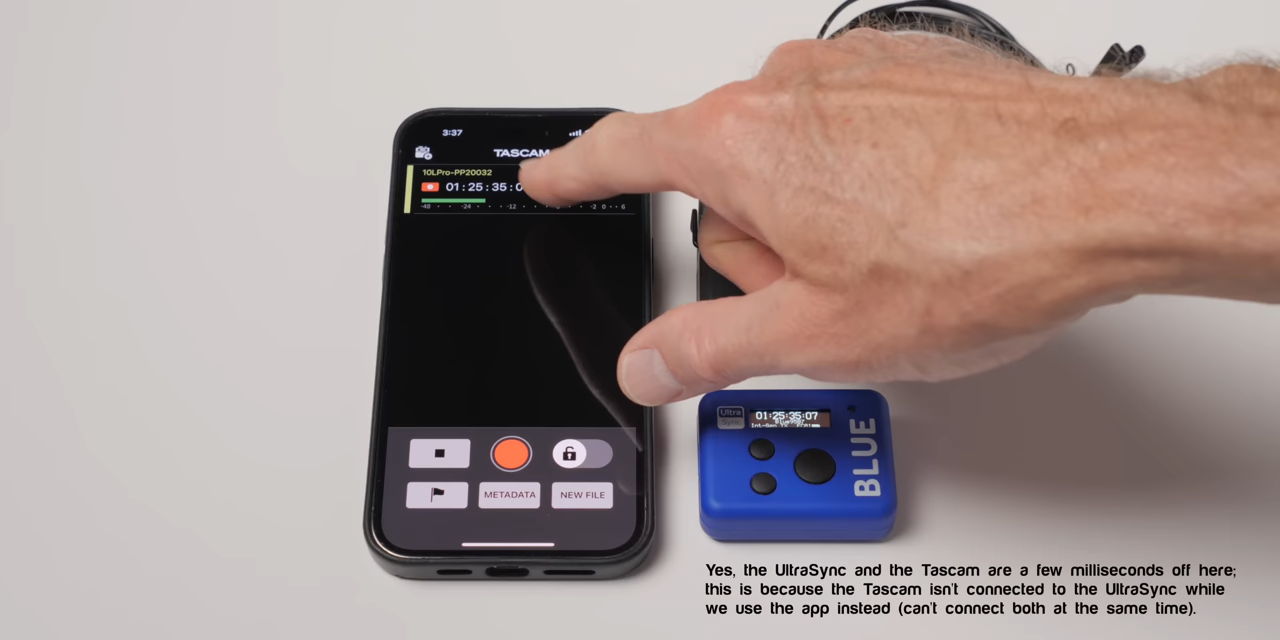 3:37
TASCAM
10LPro-PP20032
01:25:35:0
-48 -24 -12 -2 0 6
METADATA
NEW FILE
Ultra
Sync
01:25:35:07
BLUE
Yes, the UltraSync and the Tascam are a few milliseconds off here;
this is because the Tascam isn't connected to the UltraSync while
we use the app instead (can't connect both at the same time).